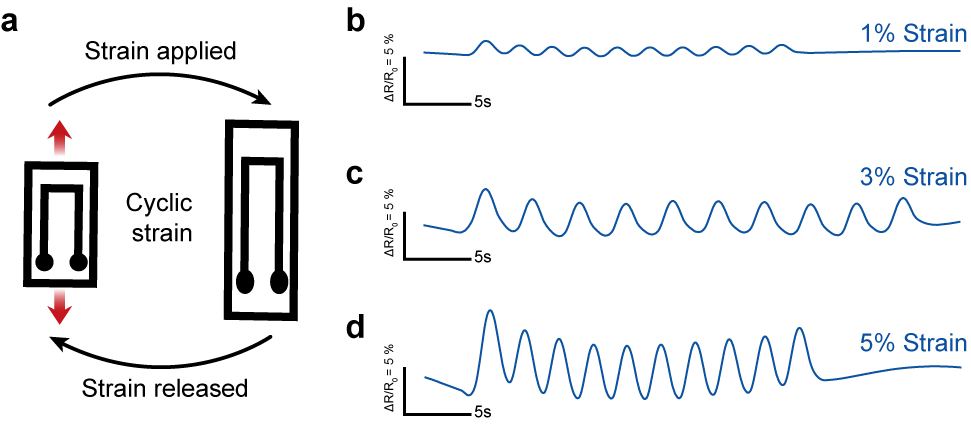 a
Strain applied
Cyclic
strain
Strain released
b
1% Strain
ΔR/R₀ = 5 %
5s
c
3% Strain
ΔR/R₀ = 5 %
5s
d
5% Strain
ΔR/R₀ = 5 %
5s